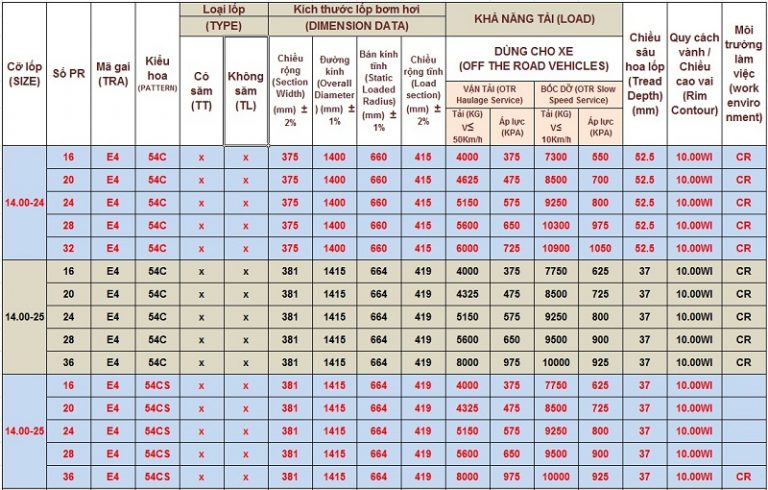 Cỡ lốp (SIZE) | Số PR | Mã gai (TRA) | Kiểu hoa (PATTERN) | Loại lốp (TYPE) | Kích thước lốp bơm hơi (DIMENSION DATA) | KHẢ NĂNG TẢI (LOAD) | Chiều sâu hoa lốp (Tread Depth) (mm) | Quy cách vành / Chiều cao vai (Rim Contour) | Môi trường làm việc (work environment)
Có săm (TT) | Không săm (TL) | Chiều rộng (Section Width) (mm) ± 2% | Đường kính (Overall Diameter) (mm) ± 1% | Bán kính tĩnh (Static Loaded Radius) (mm) ± 1% | Chiều rộng tĩnh (Load section) (mm) ± 2% | DÙNG CHO XE (OFF THE ROAD VEHICLES)
VẬN TẢI (OTR Haulage Service) | BỐC DỠ (OTR Slow Speed Service)
Tải (KG) V≤ 50Km/h | Áp lực (KPA) | Tải (KG) V≤ 10Km/h | Áp lực (KPA)
14.00-24 | 16 | E4 | 54C | x | x | 375 | 1400 | 660 | 415 | 4000 | 375 | 7300 | 550 | 52.5 | 10.00WI | CR
20 | E4 | 54C | x | x | 375 | 1400 | 660 | 415 | 4625 | 475 | 8500 | 700 | 52.5 | 10.00WI | CR
24 | E4 | 54C | x | x | 375 | 1400 | 660 | 415 | 5150 | 575 | 9250 | 800 | 52.5 | 10.00WI | CR
28 | E4 | 54C | x | x | 375 | 1400 | 660 | 415 | 5600 | 650 | 10300 | 975 | 52.5 | 10.00WI | CR
32 | E4 | 54C | x | x | 375 | 1400 | 660 | 415 | 6000 | 725 | 10900 | 1050 | 52.5 | 10.00WI | CR
14.00-25 | 16 | E4 | 54C | x | x | 381 | 1415 | 664 | 419 | 4000 | 375 | 7750 | 625 | 37 | 10.00WI | CR
20 | E4 | 54C | x | x | 381 | 1415 | 664 | 419 | 4325 | 475 | 8500 | 725 | 37 | 10.00WI | CR
24 | E4 | 54C | x | x | 381 | 1415 | 664 | 419 | 5150 | 575 | 9250 | 800 | 37 | 10.00WI | CR
28 | E4 | 54C | x | x | 381 | 1415 | 664 | 419 | 5600 | 650 | 9500 | 900 | 37 | 10.00WI | CR
36 | E4 | 54C | x | x | 381 | 1415 | 664 | 419 | 8000 | 975 | 10000 | 925 | 37 | 10.00WI | CR
14.00-25 | 16 | E4 | 54CS | x | x | 381 | 1415 | 664 | 419 | 4000 | 375 | 7750 | 625 | 37 | 10.00WI
20 | E4 | 54CS | x | x | 381 | 1415 | 664 | 419 | 4325 | 475 | 8500 | 725 | 37 | 10.00WI
24 | E4 | 54CS | x | x | 381 | 1415 | 664 | 419 | 5150 | 575 | 9250 | 800 | 37 | 10.00WI
28 | E4 | 54CS | x | x | 381 | 1415 | 664 | 419 | 5600 | 650 | 9500 | 900 | 37 | 10.00WI
36 | E4 | 54CS | x | x | 381 | 1415 | 664 | 419 | 8000 | 975 | 10000 | 925 | 37 | 10.00WI | CR